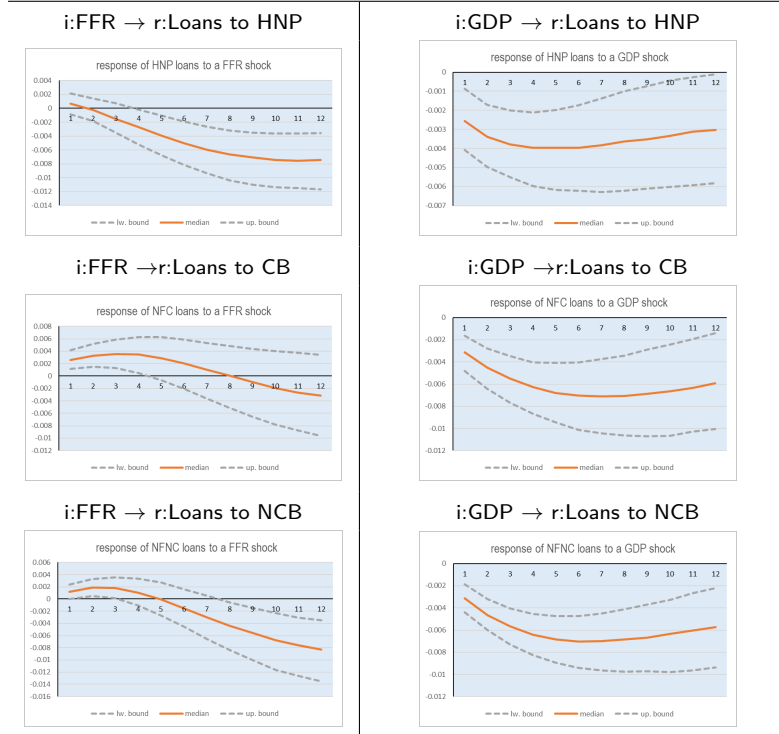 i:FFR → r:Loans to HNP
response of HNP loans to a FFR shock
0.004
0.002
0
-0.002
-0.004
-0.006
-0.008
-0.01
-0.012
-0.014
1 2 3 4 5 6 7 8 9 10 11 12
lw. bound median up. bound
i:GDP → r:Loans to HNP
response of HNP loans to a GDP shock
0
-0.001
-0.002
-0.003
-0.004
-0.005
-0.006
-0.007
1 2 3 4 5 6 7 8 9 10 11 12
lw. bound median up. bound
i:FFR →r:Loans to CB
response of NFC loans to a FFR shock
0.008
0.006
0.004
0.002
0
-0.002
-0.004
-0.006
-0.008
-0.01
-0.012
1 2 3 4 5 6 7 8 9 10 11 12
lw. bound median up. bound
i:GDP →r:Loans to CB
response of NFC loans to a GDP shock
0
-0.002
-0.004
-0.006
-0.008
-0.01
-0.012
1 2 3 4 5 6 7 8 9 10 11 12
lw. bound median up. bound
i:FFR → r:Loans to NCB
response of NFNC loans to a FFR shock
0.006
0.004
0.002
0
-0.002
-0.004
-0.006
-0.008
-0.01
-0.012
-0.014
-0.016
1 2 3 4 5 6 7 8 9 10 11 12
lw. bound median up. bound
i:GDP → r:Loans to NCB
response of NFNC loans to a GDP shock
0
-0.002
-0.004
-0.006
-0.008
-0.01
-0.012
1 2 3 4 5 6 7 8 9 10 11 12
lw. bound median up. bound